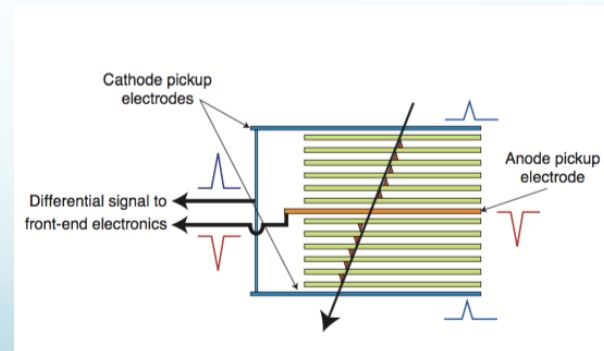 Cathode pickup
electrodes
Anode pickup
electrode
Differential signal to
front-end electronics